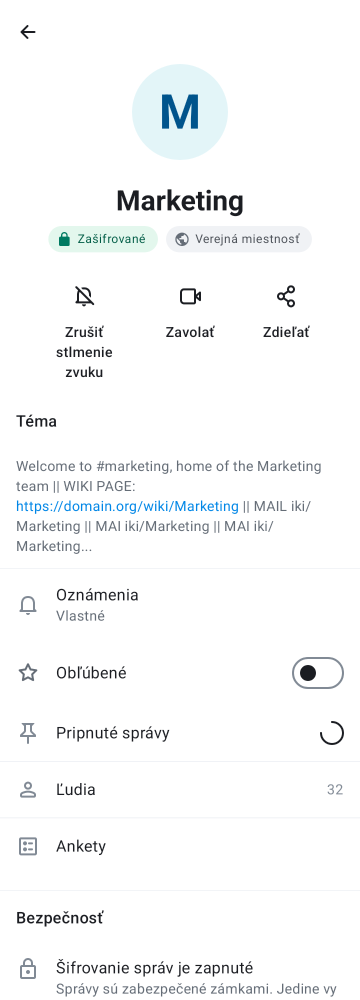 M
Marketing
Zašifrované
Verejná miestnosť
Zrušiť
stlmenie
zvuku
Zavolať
Zdieľať
Téma
Welcome to #marketing, home of the Marketing
team || WIKI PAGE:
https://domain.org/wiki/Marketing || MAIL iki/
Marketing || MAI iki/Marketing || MAI iki/
Marketing...
Oznámenia
Vlastné
Obľúbené
Pripnuté správy
Ľudia 32
Ankety
Bezpečnosť
Šifrovanie správ je zapnuté
Správy sú zabezpečené zámkami. Jedine vy